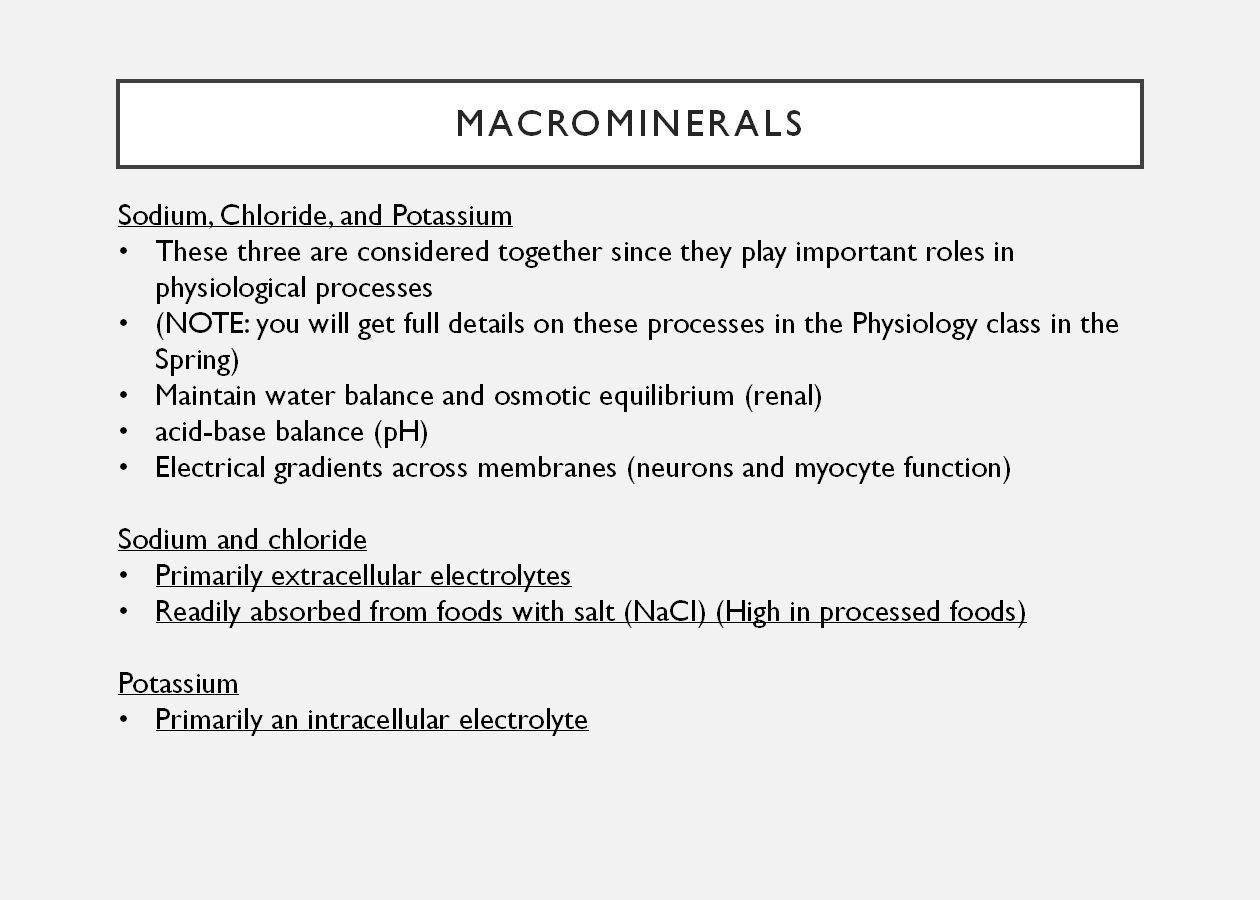 MACROMINERALS
Sodium, Chloride, and Potassium
• These three are considered together since they play important roles in
physiological processes
• (NOTE: you will get full details on these processes in the Physiology class in the
Spring)
• Maintain water balance and osmotic equilibrium (renal)
• acid-base balance (pH)
• Electrical gradients across membranes (neurons and myocyte function)
Sodium and chloride
• Primarily extracellular electrolytes
• Readily absorbed from foods with salt (NaCl) (High in processed foods)
Potassium
• Primarily an intracellular electrolyte